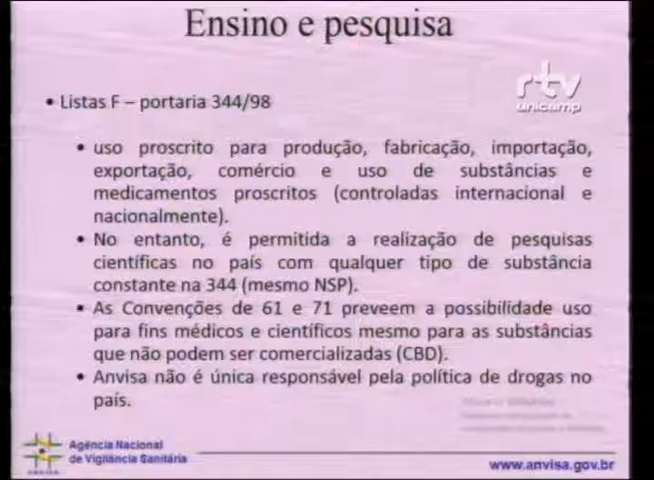 Ensino e pesquisa
rtv
unicamp
• Listas F – portaria 344/98
• uso proscrito para produção, fabricação, importação,
exportação, comércio e uso de substâncias e
medicamentos proscritos (controladas internacional e
nacionalmente).
• No entanto, é permitida a realização de pesquisas
científicas no país com qualquer tipo de substância
constante na 344 (mesmo NSP).
• As Convenções de 61 e 71 preveem a possibilidade uso
para fins médicos e científicos mesmo para as substâncias
que não podem ser comercializadas (CBD).
• Anvisa não é única responsável pela política de drogas no
país.
Agência Nacional
de Vigilância Sanitária
www.anvisa.gov.br